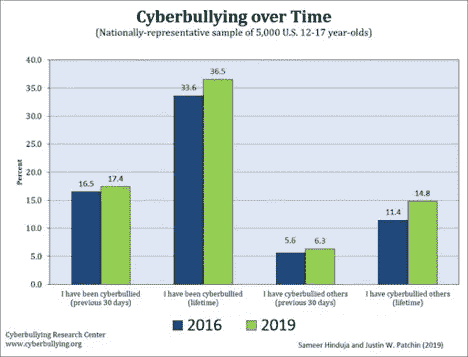 Cyberbullying over Time
(Nationally-representative sample of 5,000 U.S. 12-17 year-olds)
Percent
40.0
35.0
30.0
25.0
20.0
15.0
10.0
5.0
0.0
16.5
17.4
33.6
36.5
5.6
6.3
11.4
14.8
I have been cyberbullied
(previous 30 days)
I have been cyberbullied
(lifetime)
I have cyberbullied others
(previous 30 days)
I have cyberbullied others
(lifetime)
2016
2019
Cyberbullying Research Center
www.cyberbullying.org
Sameer Hinduja and Justin W. Patchin (2019)